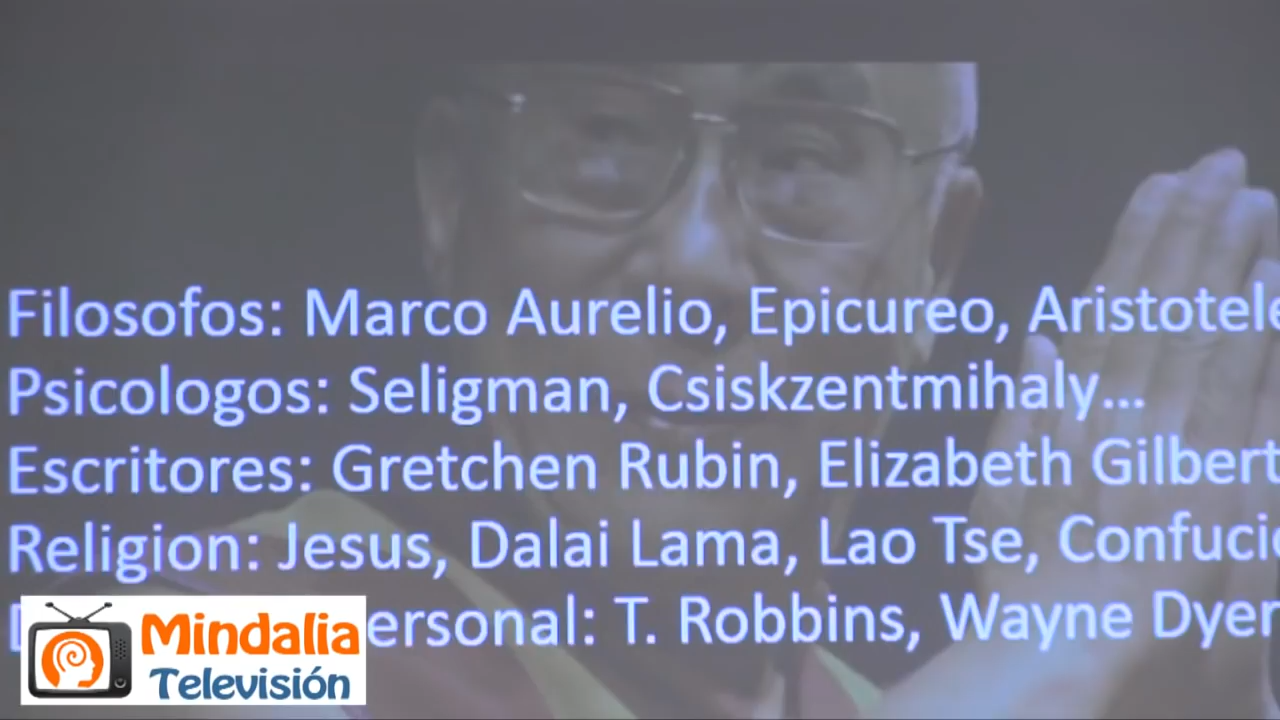 Filosofos: Marco Aurelio, Epicureo, Aristotele
Psicologos: Seligman, Csiskzentmihaly...
Escritores: Gretchen Rubin, Elizabeth Gilbert
Religion: Jesus, Dalai Lama, Lao Tse, Confucio
ersonal: T. Robbins, Wayne Dyer
Mindalia
Televisión